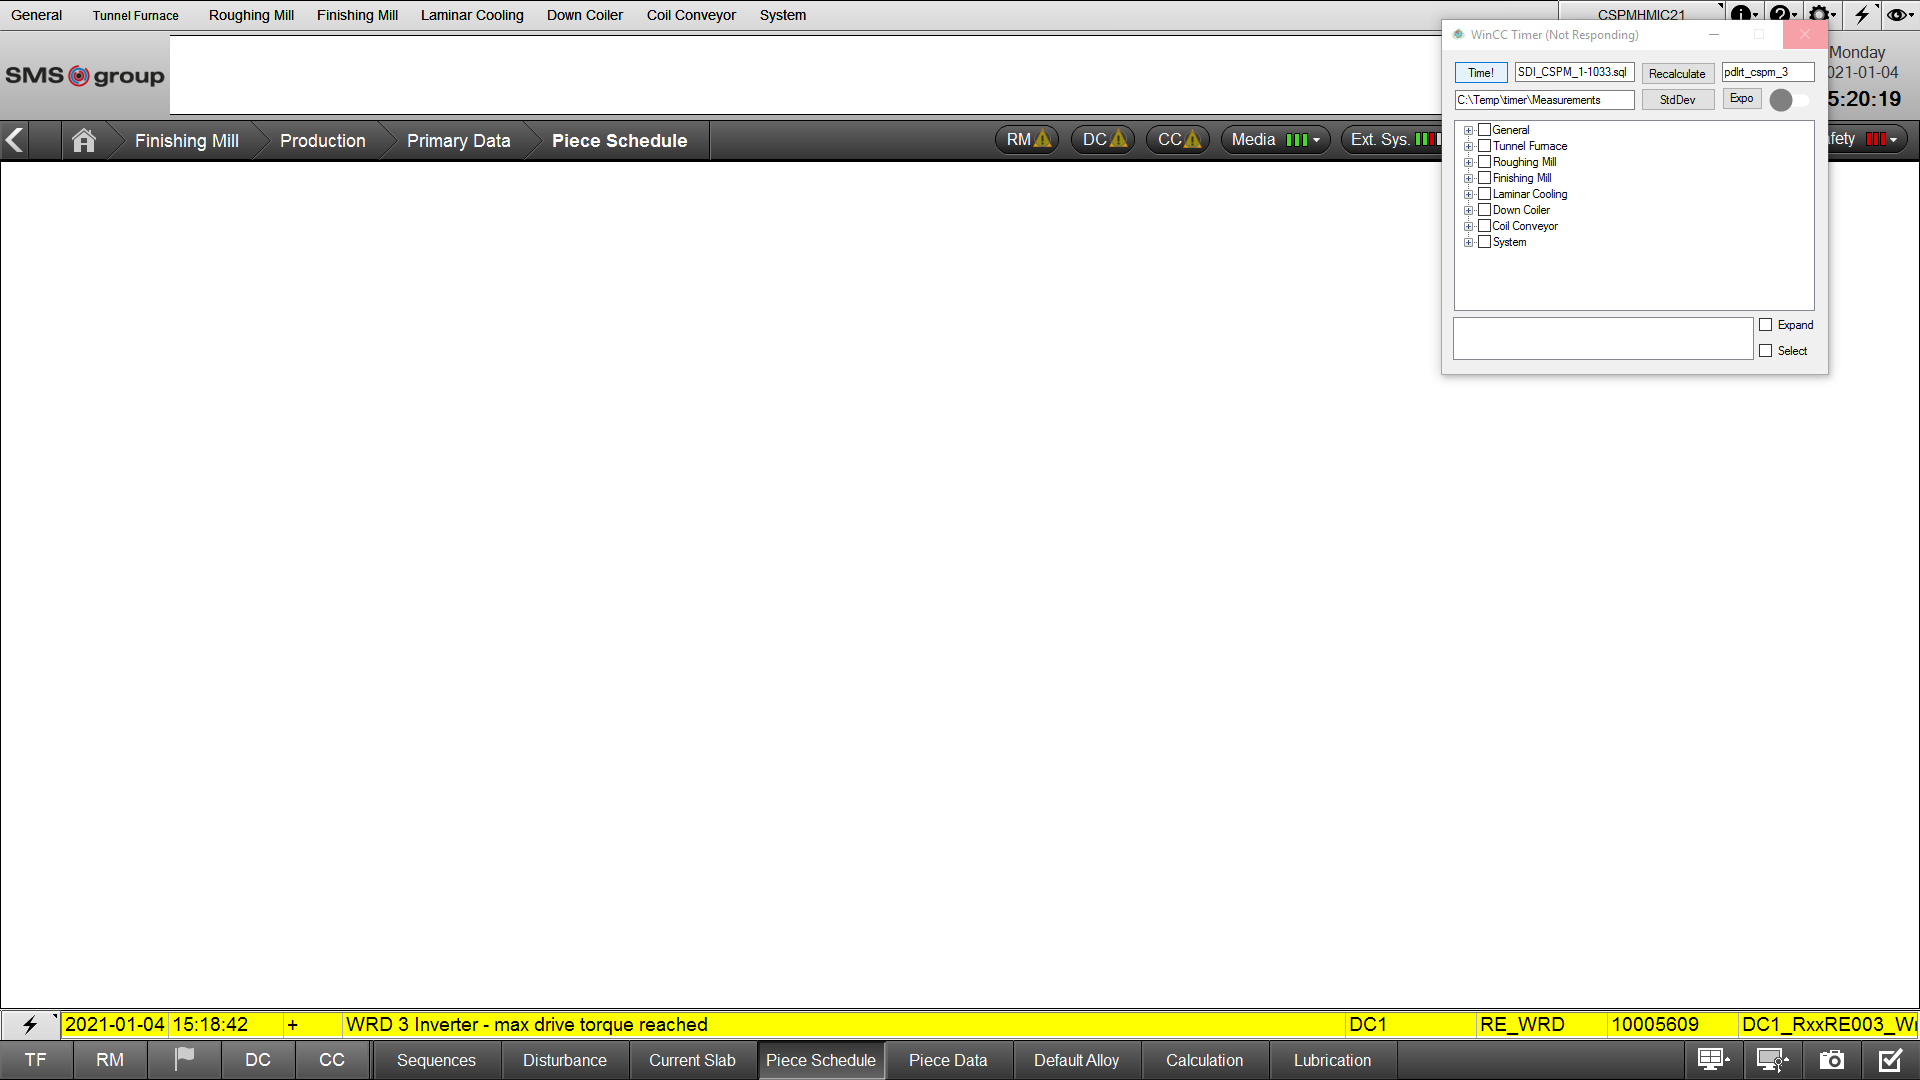 General Tunnel Furnace Roughing Mill Finishing Mill Laminar Cooling Down Coiler Coil Conveyor System CSPMHMIC21
SMS group
Monday
021-01-04
5:20:19
Finishing Mill Production Primary Data Piece Schedule RM DC CC Media Ext. Sys. afety
WinCC Timer (Not Responding)
Time! SDI_CSPM_1-1033.sql Recalculate pdlrt_cspm_3
C:\Temp\timer\Measurements StdDev Expo
General
Tunnel Furnace
Roughing Mill
Finishing Mill
Laminar Cooling
Down Coiler
Coil Conveyor
System
Expand
Select
2021-01-04 15:18:42 + WRD 3 Inverter - max drive torque reached DC1 RE_WRD 10005609 DC1_RxxRE003_Wr
TF RM DC CC Sequences Disturbance Current Slab Piece Schedule Piece Data Default Alloy Calculation Lubrication